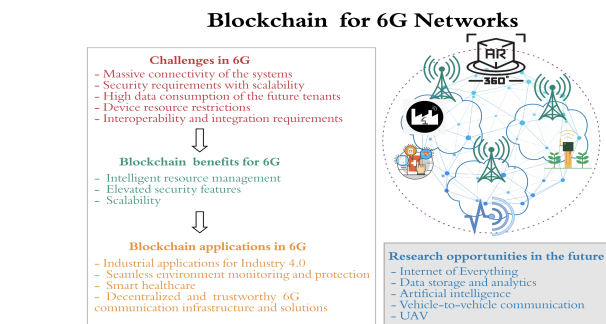 Blockchain for 6G Networks
Challenges in 6G
- Massive connectivity of the systems
- Security requirements with scalability
- High data consumption of the future tenants
- Device resource restrictions
- Interoperability and integration requirements
Blockchain benefits for 6G
- Intelligent resource management
- Elevated security features
- Scalability
Blockchain applications in 6G
- Industrial applications for Industry 4.0
- Seamless environment monitoring and protection
- Smart healthcare
- Decentralized and trustworthy 6G
communication infrastructure and solutions
AR
360°
Research opportunities in the future
- Internet of Everything
- Data storage and analytics
- Artificial intelligence
- Vehicle-to-vehicle communication
- UAV